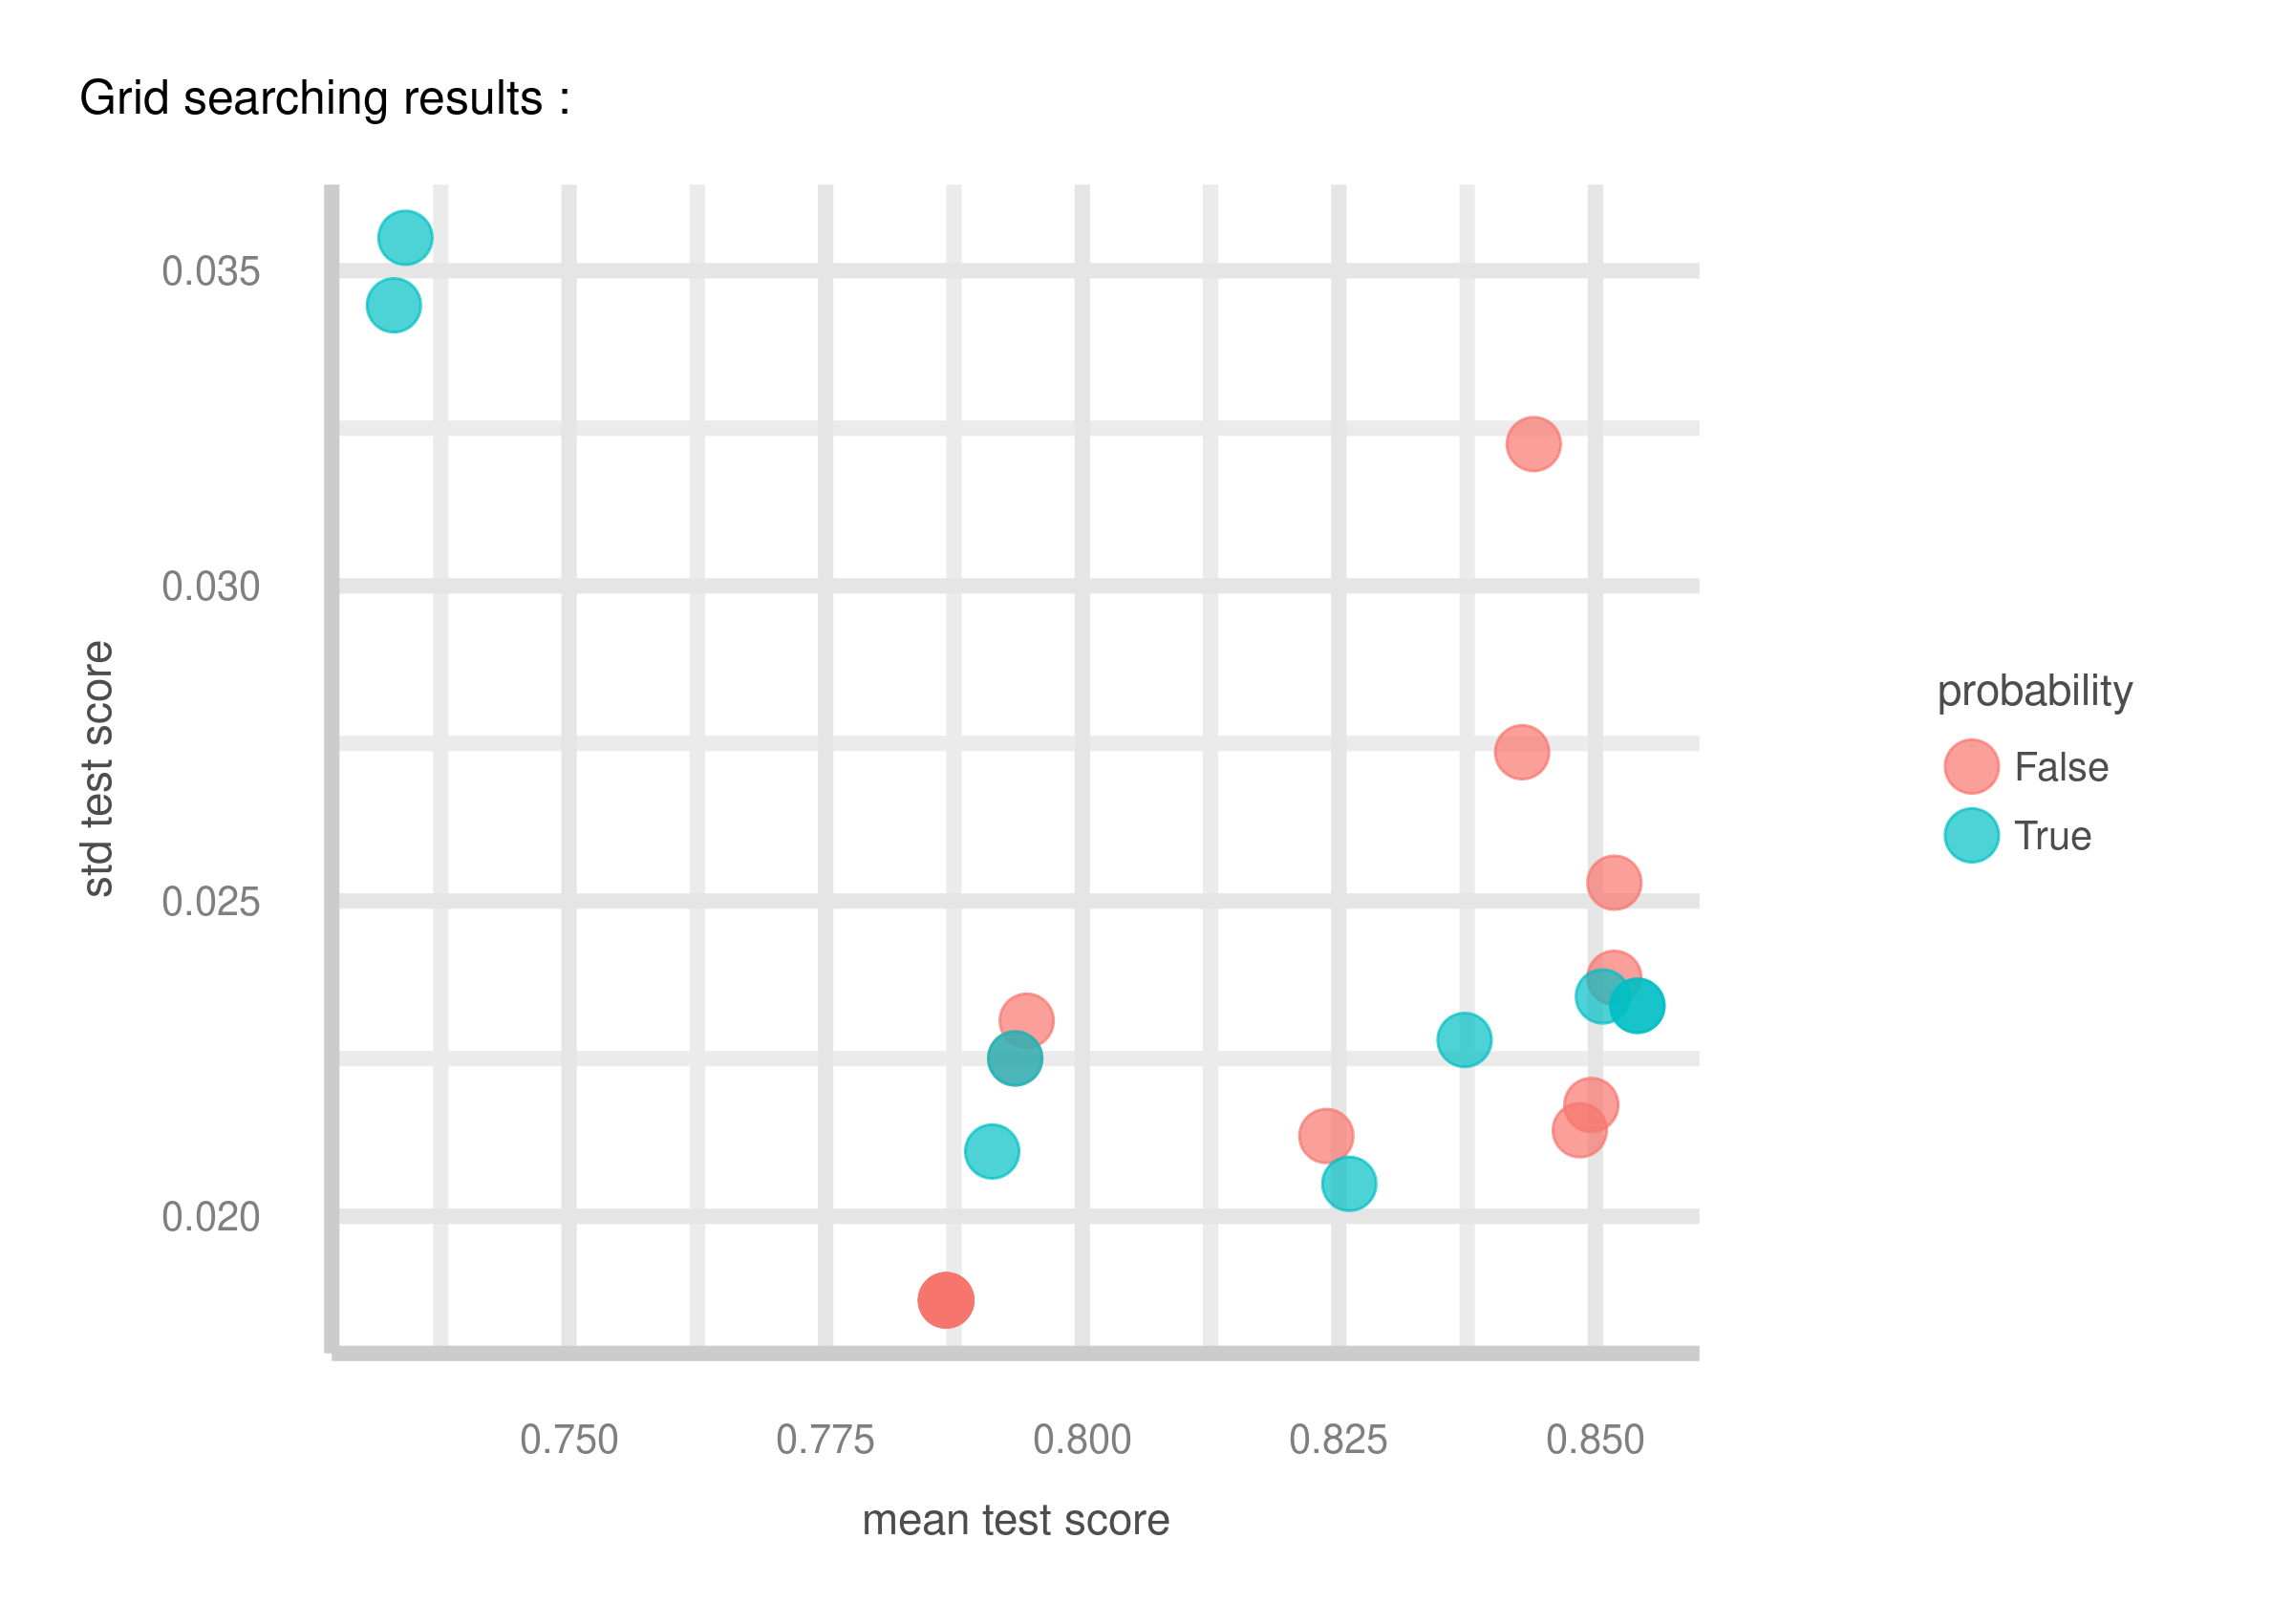 Grid searching results :
0.035
0.030
0.025
0.020
std test score
0.750 0.775 0.800 0.825 0.850
mean test score
probability
False
True